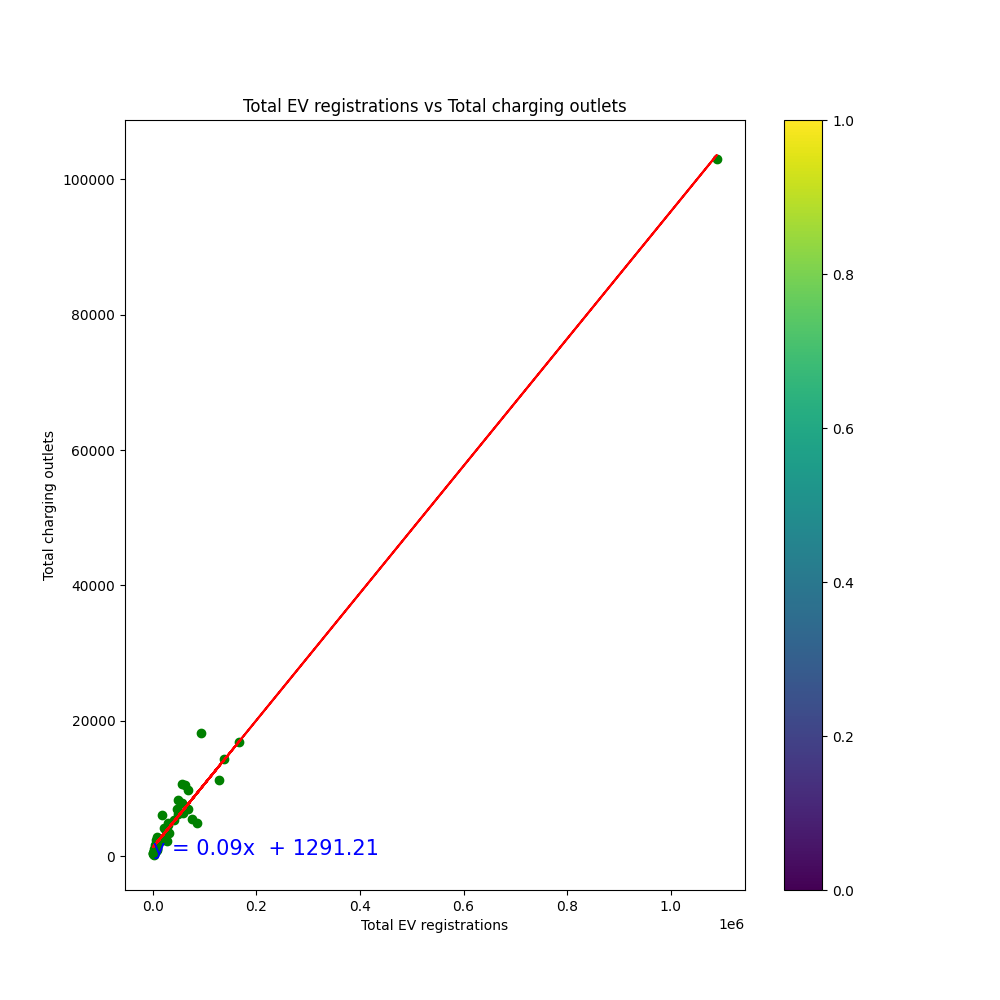 Total EV registrations vs Total charging outlets
100000
80000
60000
40000
20000
0
Total charging outlets
= 0.09x + 1291.21
0.0 0.2 0.4 0.6 0.8 1.0
1e6
Total EV registrations
1.0
0.8
0.6
0.4
0.2
0.0